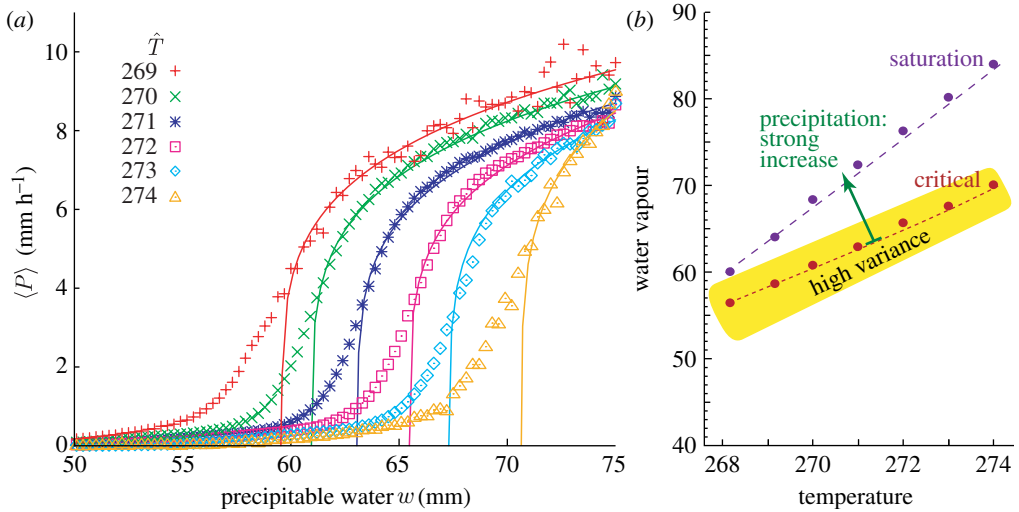 (a)
T̂
269
270
271
272
273
274
10
8
6
4
2
0
⟨P⟩ (mm h⁻¹)
50
55
60
65
70
75
precipitable water w (mm)
(b)
90
80
70
60
50
40
water vapour
saturation
precipitation:
strong
increase
critical
high variance
268
270
272
274
temperature